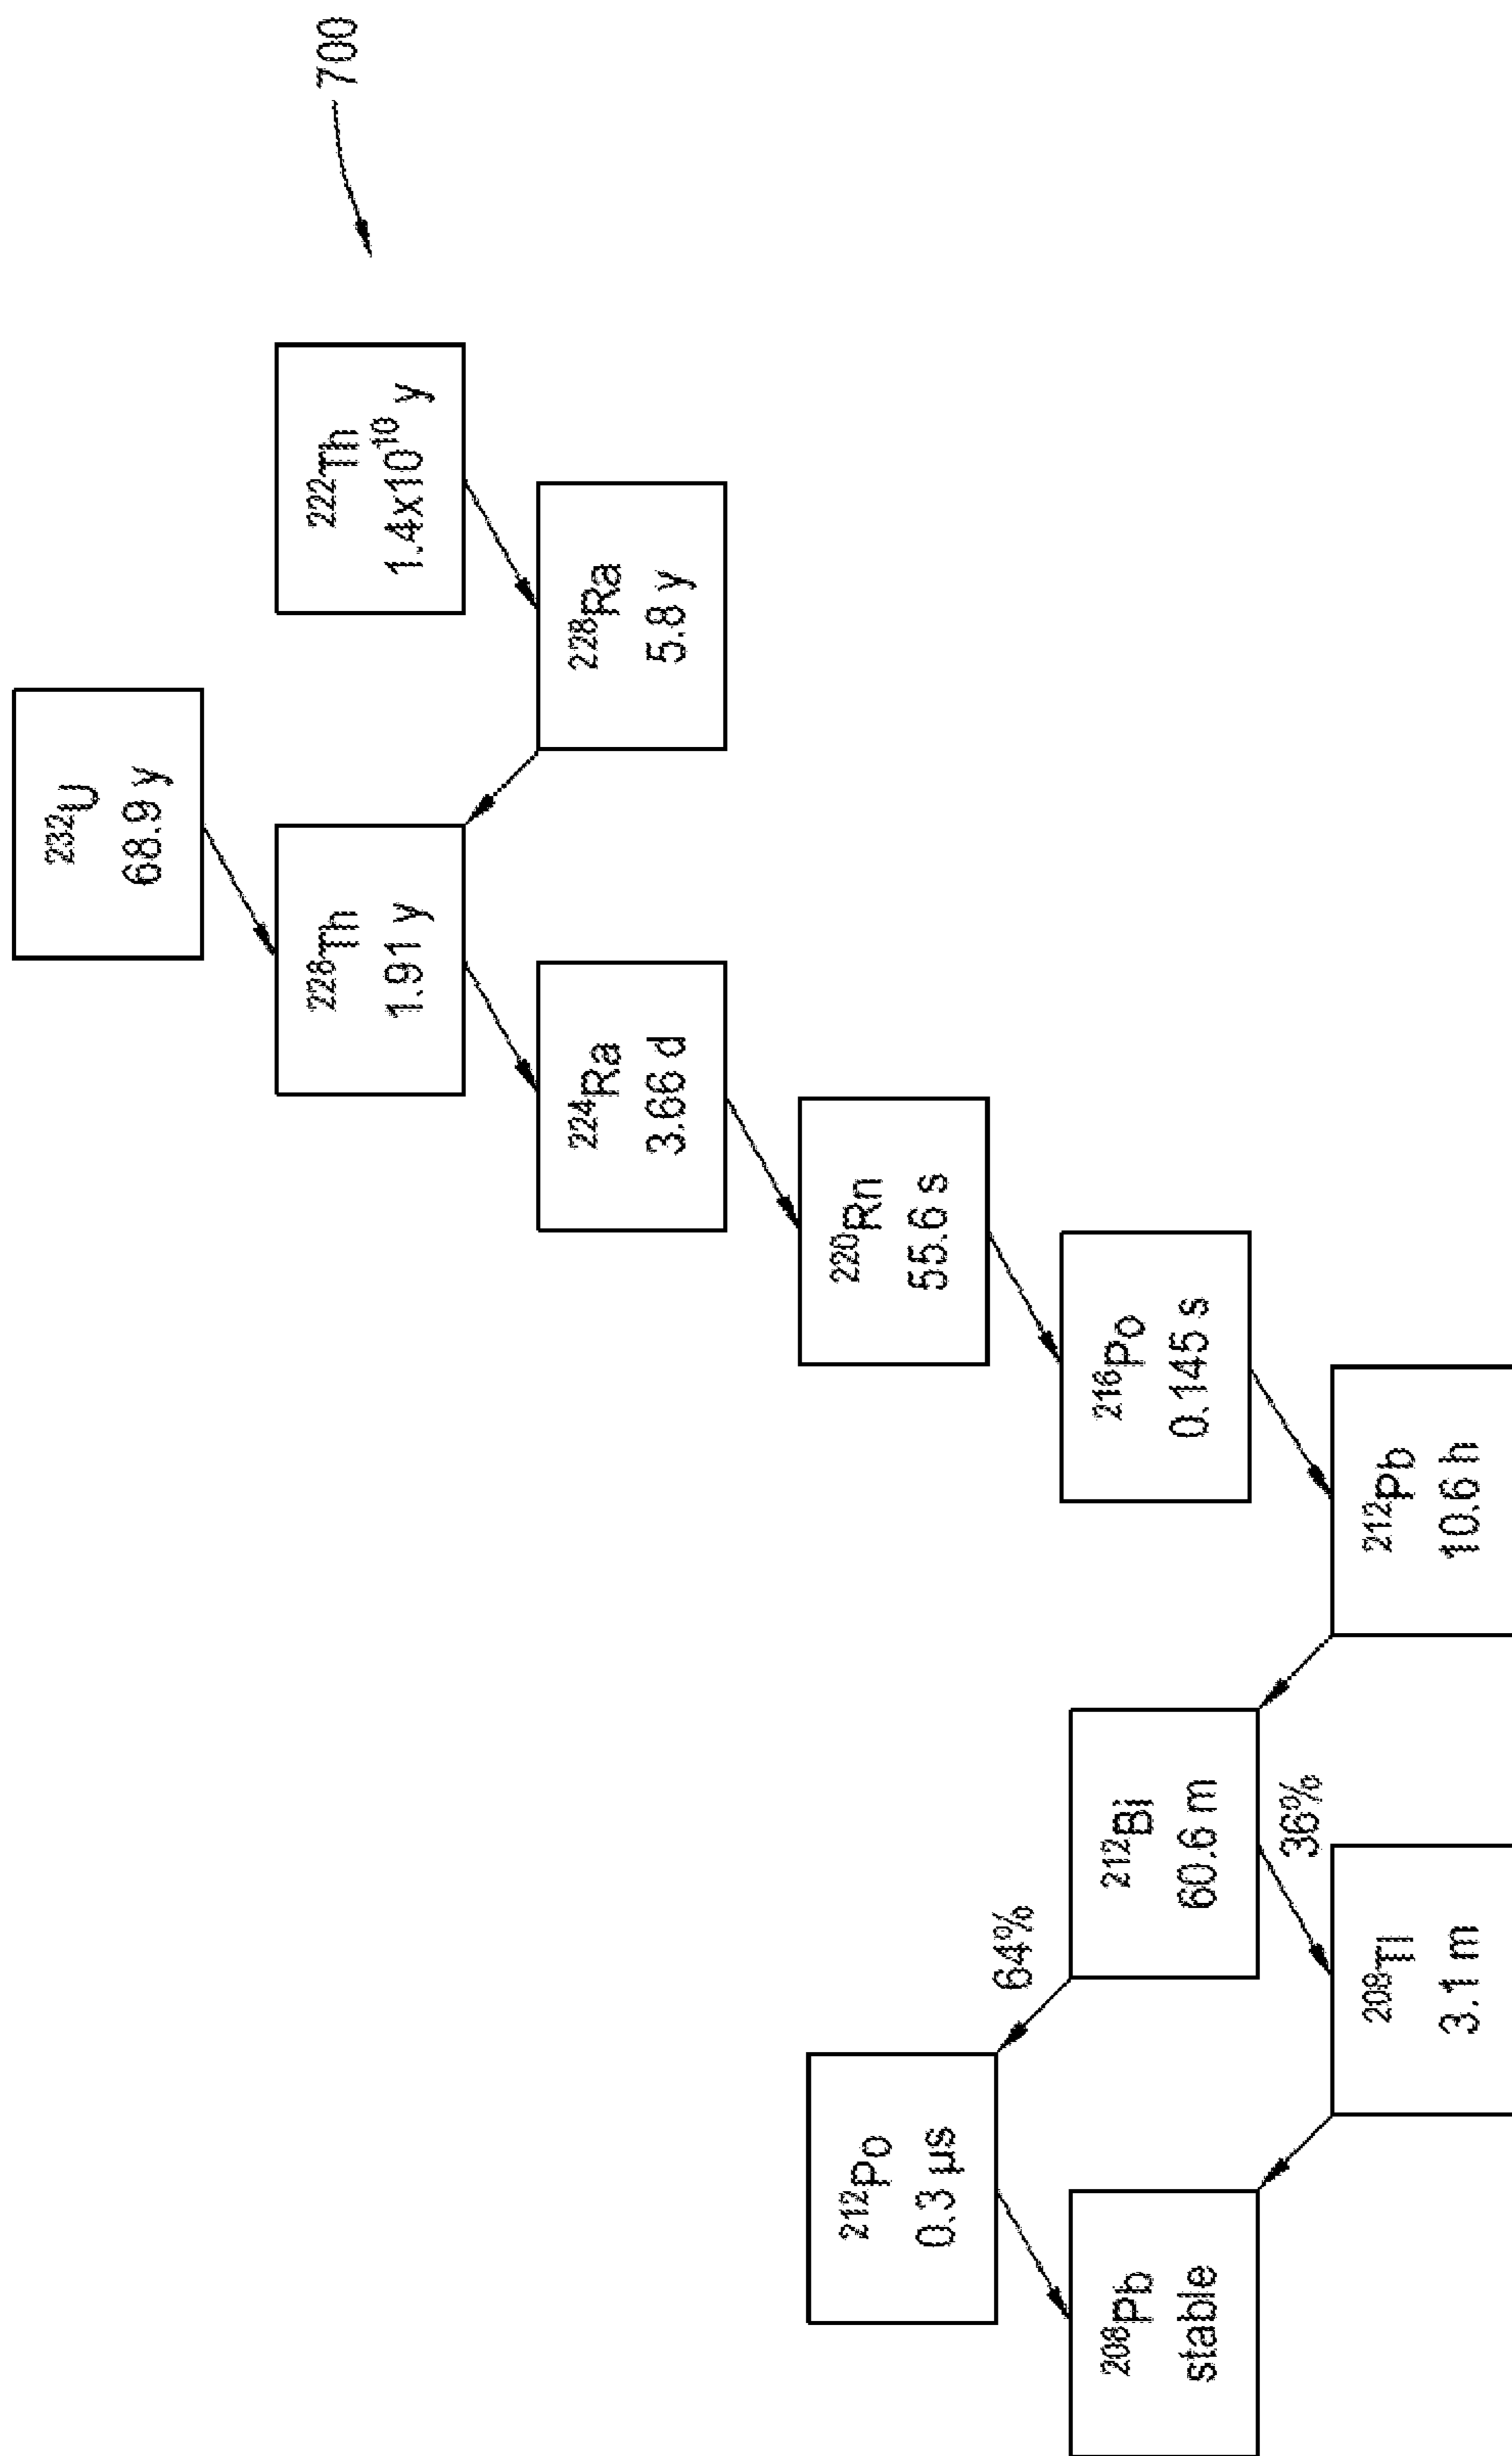 700
²³²U
68.9 y
²²²Th
1.4x10¹⁰ y
²²⁸Th
1.91 y
²²⁸Ra
5.8 y
²²⁴Ra
3.66 d
²²⁰Rn
55.6 s
²¹⁶Po
0.145 s
²¹²Pb
10.6 h
²¹²Bi
60.6 m
64%
36%
²¹²Po
0.3 µs
²⁰⁸Tl
3.1 m
²⁰⁸Pb
stable